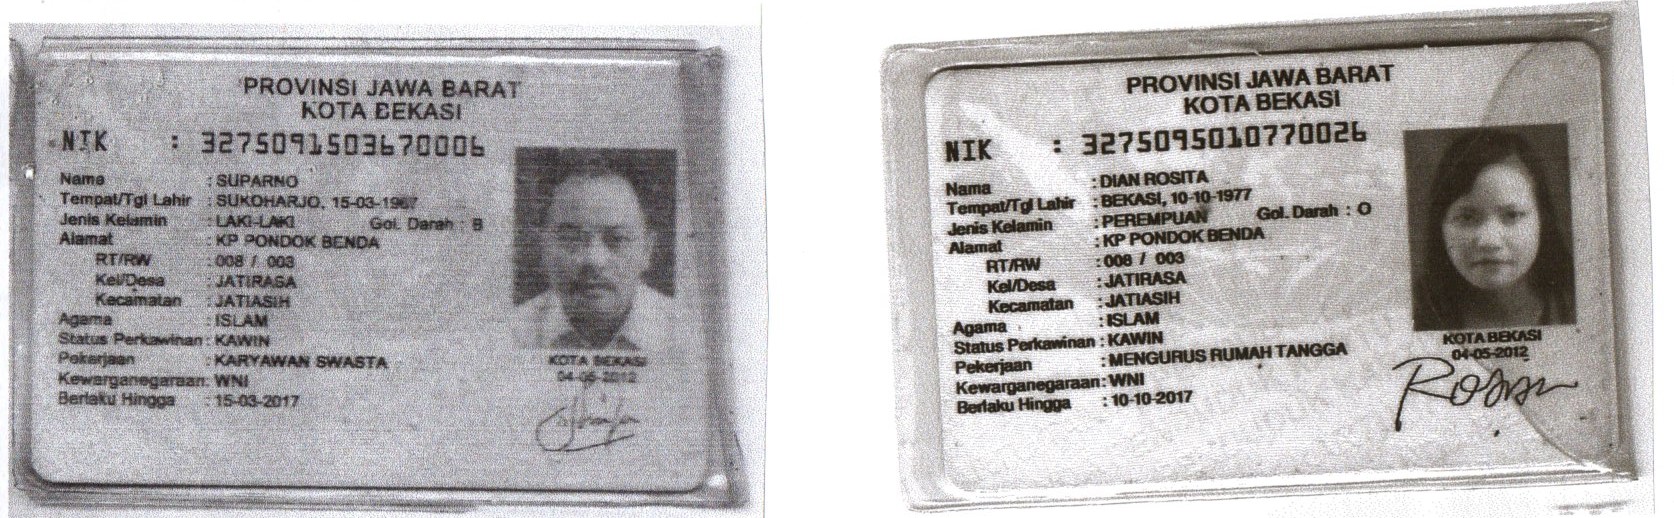 PROVINSI JAWA BARAT
KOTA BEKASI
NIK : 3275091503670006
Nama : SUPARNO
Tempat/Tgl Lahir : SUKOHARJO, 15-03-1967
Jenis Kelamin : LAKI-LAKI Gol. Darah : B
Alamat : KP PONDOK BENDA
RT/RW : 008 / 003
Kel/Desa : JATIRASA
Kecamatan : JATIASIH
Agama : ISLAM
Status Perkawinan : KAWIN
Pekerjaan : KARYAWAN SWASTA
Kewarganegaraan: WNI
Berlaku Hingga : 15-03-2017
KOTA BEKASI
04-05-2012
PROVINSI JAWA BARAT
KOTA BEKASI
NIK : 3275095010770026
Nama : DIAN ROSITA
Tempat/Tgl Lahir : BEKASI, 10-10-1977
Jenis Kelamin : PEREMPUAN Gol. Darah : O
Alamat : KP PONDOK BENDA
RT/RW : 008 / 003
Kel/Desa : JATIRASA
Kecamatan : JATIASIH
Agama : ISLAM
Status Perkawinan : KAWIN
Pekerjaan : MENGURUS RUMAH TANGGA
Kewarganegaraan: WNI
Berlaku Hingga : 10-10-2017
KOTA BEKASI
04-05-2012